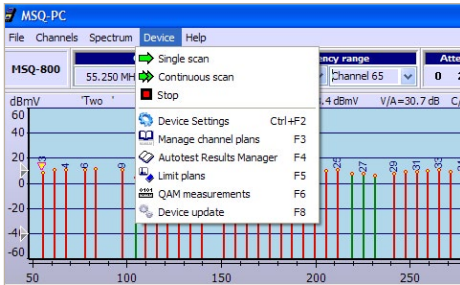 MSQ-PC
File Channels Spectrum Device Help
MSQ-800
ncy range
Atte
55.250 MH
Channel 65
0
dBmV 'Two '
.4 dBmV V/A=30.7 dB C/
Single scan
Continuous scan
Stop
Device Settings Ctrl+F2
Manage channel plans F3
Autotest Results Manager F4
Limit plans F5
QAM measurements F6
Device update F8
60
40
20
0
-20
-40
-60
3 4 6 9 25 27 29 31 33
50 100 150 200 250